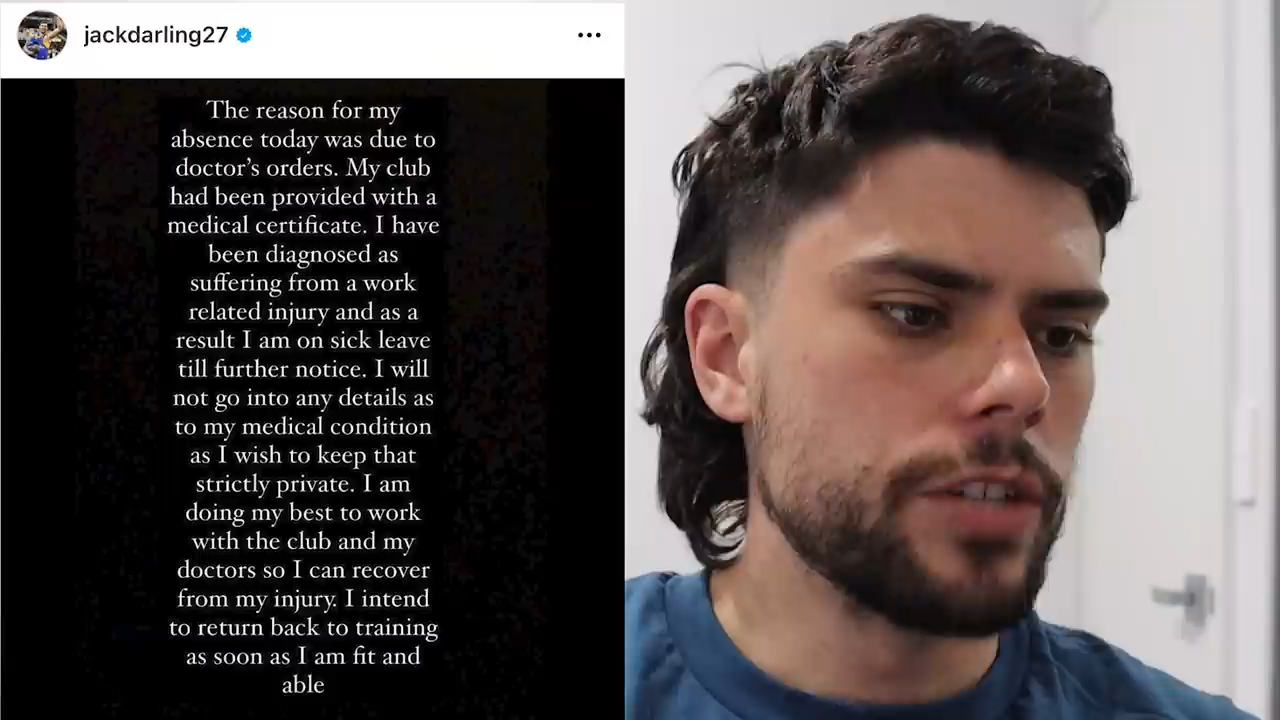 jackdarling27
The reason for my
absence today was due to
doctor's orders. My club
had been provided with a
medical certificate. I have
been diagnosed as
suffering from a work
related injury and as a
result I am on sick leave
till further notice. I will
not go into any details as
to my medical condition
as I wish to keep that
strictly private. I am
doing my best to work
with the club and my
doctors so I can recover
from my injury. I intend
to return back to training
as soon as I am fit and
able